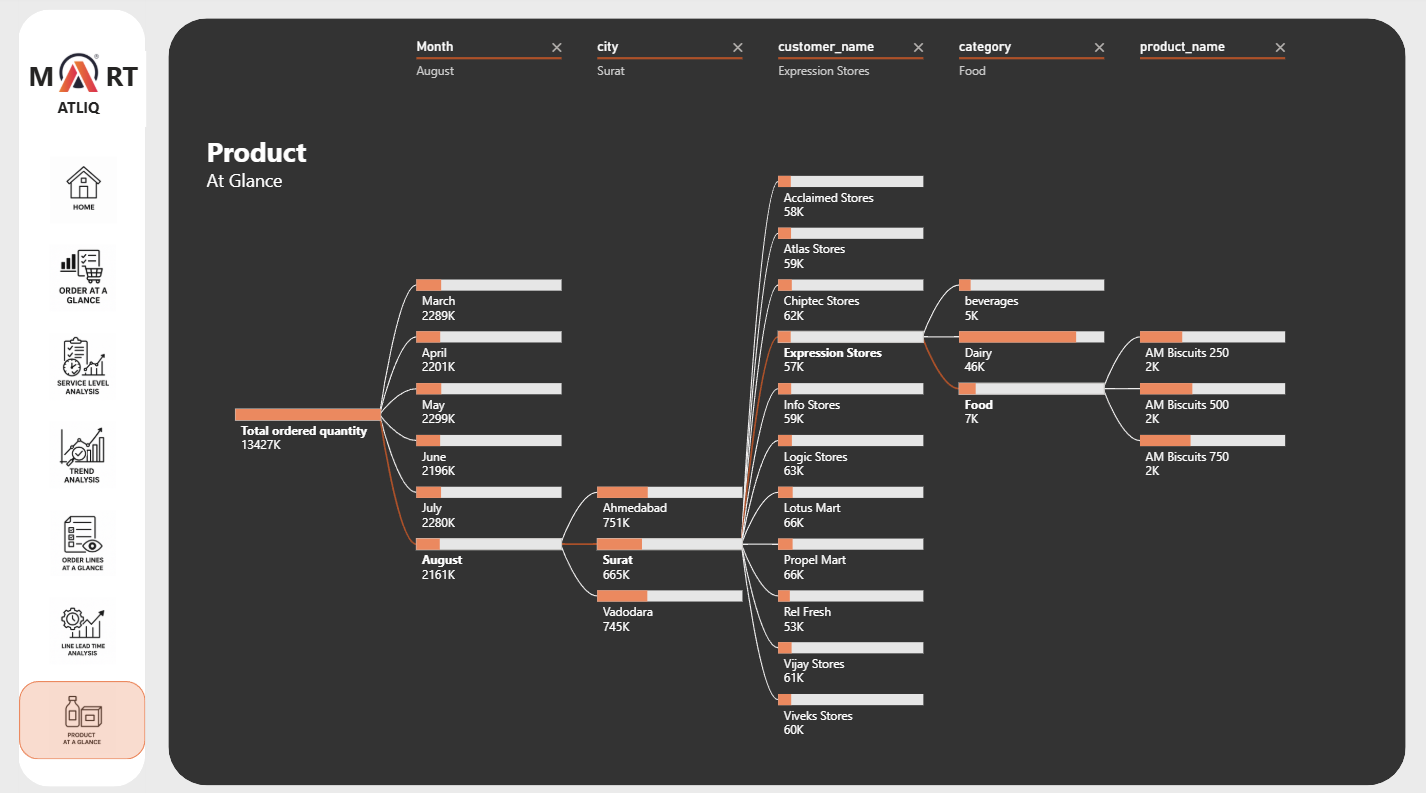 MART
®
ATLIQ
HOME
ORDER AT A
GLANCE
SERVICE LEVEL
ANALYSIS
TREND
ANALYSIS
ORDER LINES
AT A GLANCE
LINE LEAD TIME
ANALYSIS
PRODUCT
AT A GLANCE
Month
August
city
Surat
customer_name
Expression Stores
category
Food
product_name
Product
At Glance
Total ordered quantity
13427K
March
2289K
April
2201K
May
2299K
June
2196K
July
2280K
August
2161K
Ahmedabad
751K
Surat
665K
Vadodara
745K
Acclaimed Stores
58K
Atlas Stores
59K
Chiptec Stores
62K
Expression Stores
57K
Info Stores
59K
Logic Stores
63K
Lotus Mart
66K
Propel Mart
66K
Rel Fresh
53K
Vijay Stores
61K
Viveks Stores
60K
beverages
5K
Dairy
46K
Food
7K
AM Biscuits 250
2K
AM Biscuits 500
2K
AM Biscuits 750
2K